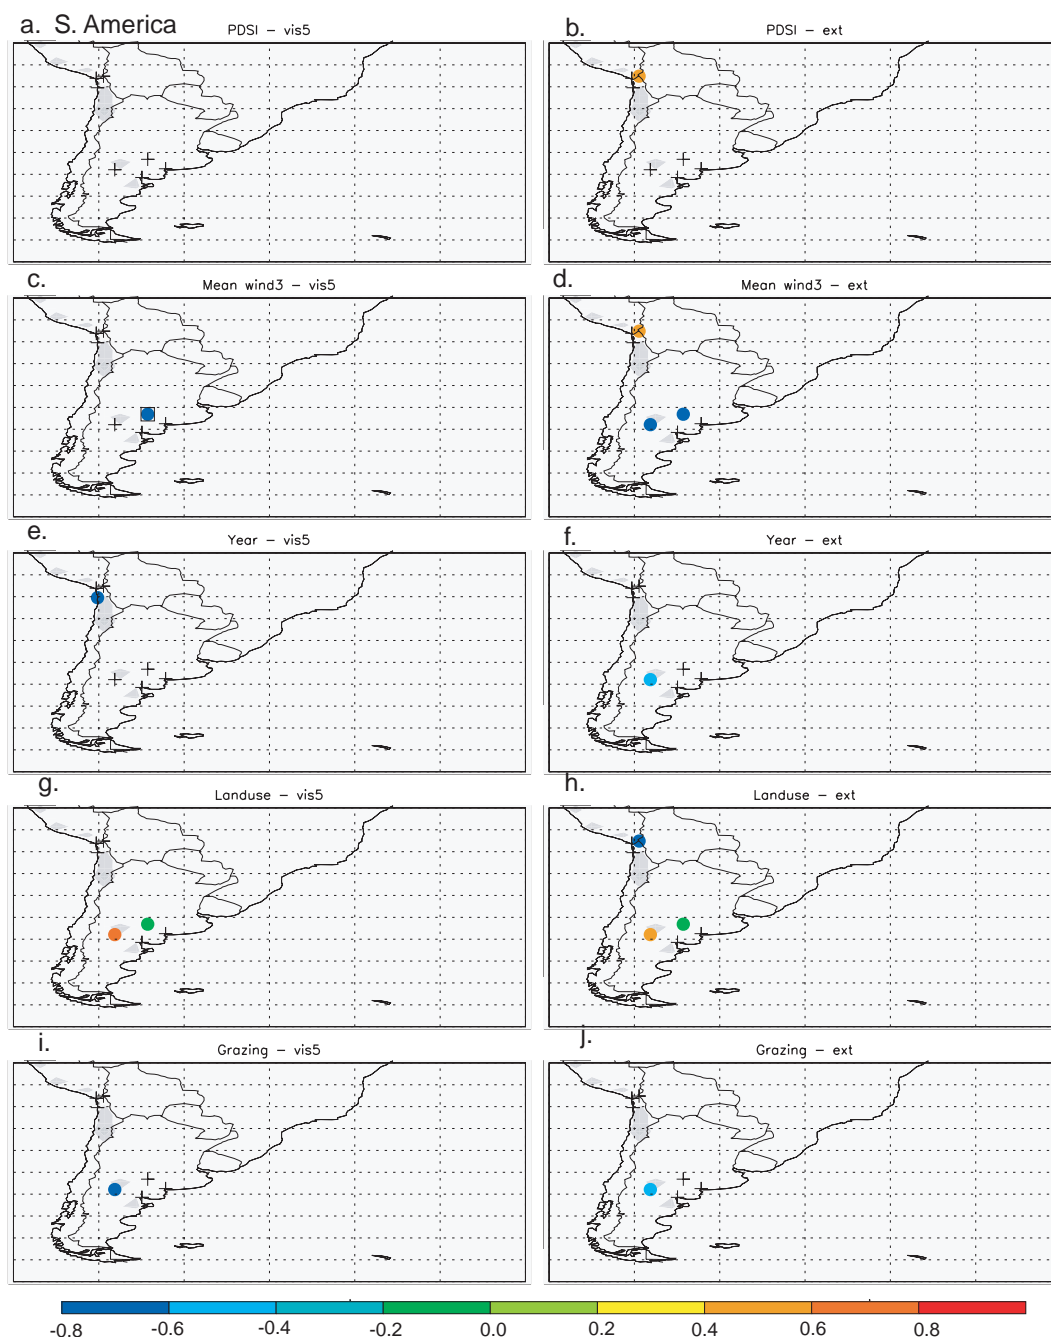 a. S. America
PDSI – vis5
b.
PDSI – ext
c.
Mean wind3 – vis5
d.
Mean wind3 – ext
e.
Year – vis5
f.
Year – ext
g.
Landuse – vis5
h.
Landuse – ext
i.
Grazing – vis5
j.
Grazing – ext
-0.8 -0.6 -0.4 -0.2 0.0 0.2 0.4 0.6 0.8